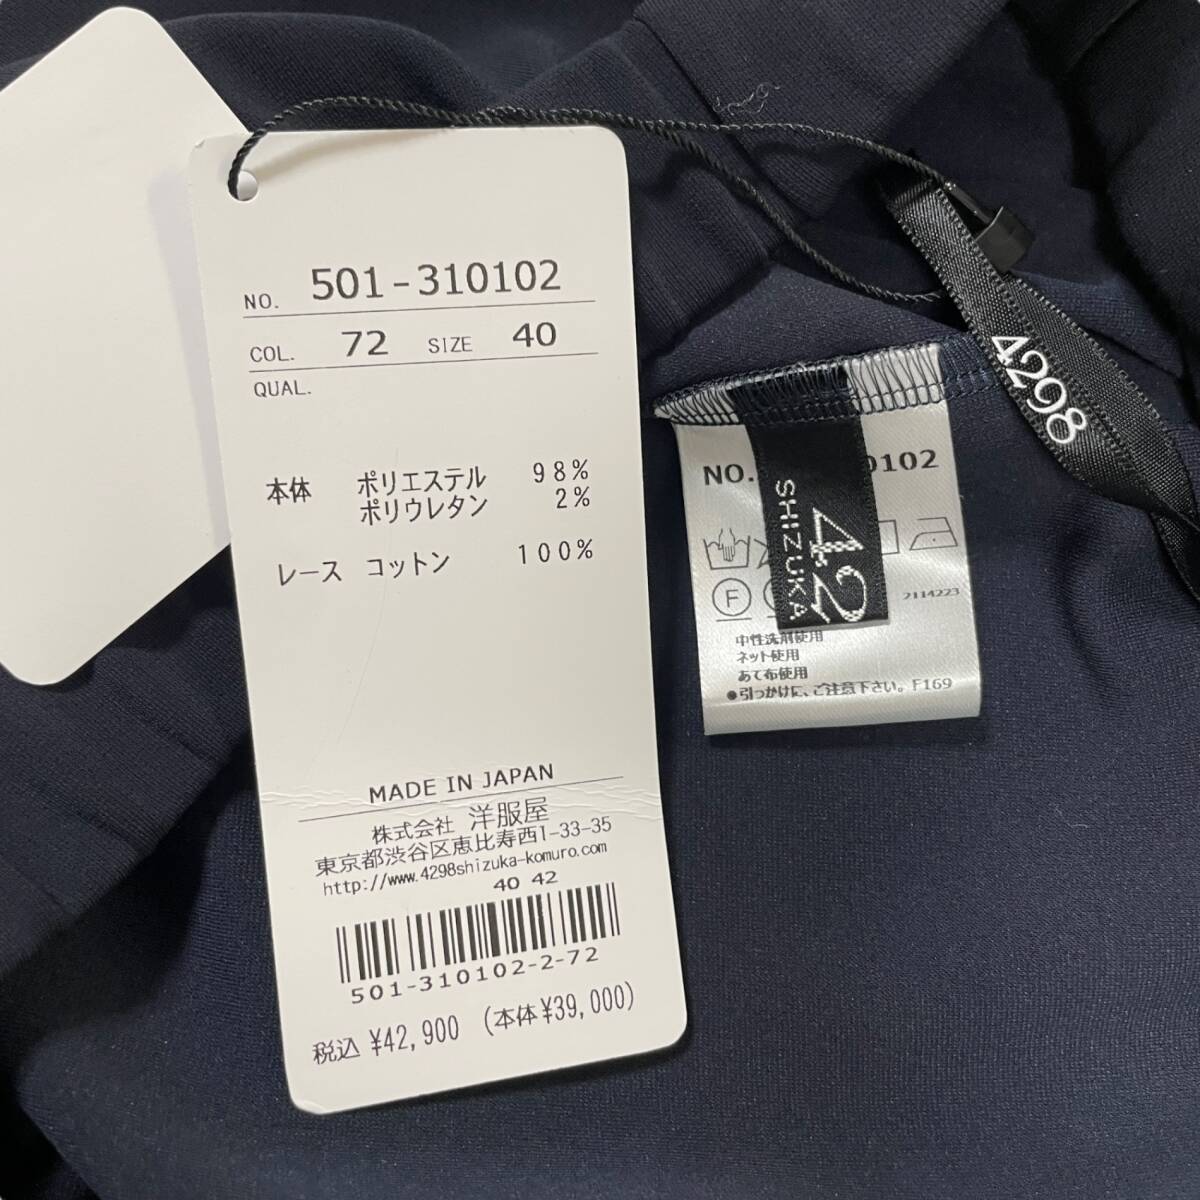 NO. 501-310102
COL. 72 SIZE 40
QUAL.
本体 ポリエステル 98%
ポリウレタン 2%
レース コットン 100%
MADE IN JAPAN
株式会社 洋服屋
東京都渋谷区恵比寿西1-33-35
http://www.4298shizuka-komuro.com
40 42
501-310102-2-72
税込 ¥42,900 (本体¥39,000)
4298
NO. 0102
42
SHIZUKA
F
2114223
中性洗剤使用
ネット使用
あて布使用
●引っかけに、ご注意下さい。F169